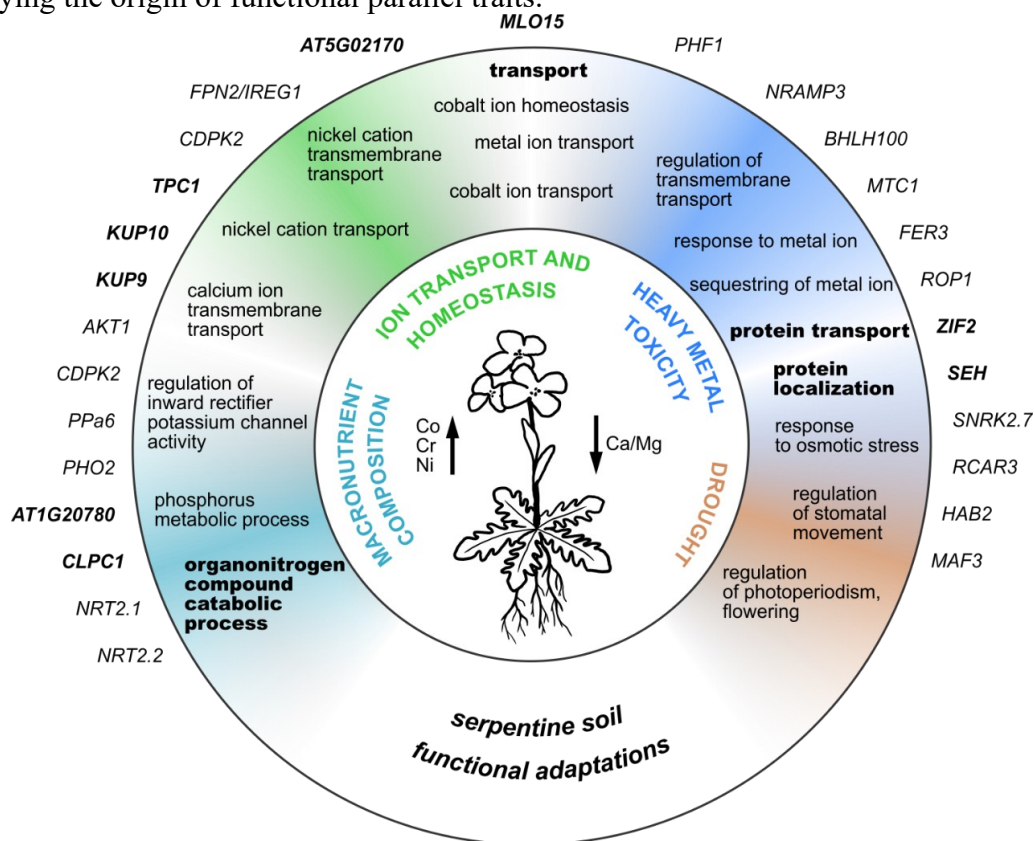 ying the origin of functional parallel traits.
MLO15
AT5G02170
PHF1
FPN2/IREG1
NRAMP3
CDPK2
BHLH100
TPC1
MTC1
KUP10
FER3
KUP9
ROP1
AKT1
ZIF2
CDPK2
SEH
PPa6
SNRK2.7
PHO2
RCAR3
AT1G20780
HAB2
CLPC1
MAF3
NRT2.1
NRT2.2
transport
cobalt ion homeostasis
metal ion transport
cobalt ion transport
nickel cation
transmembrane
transport
nickel cation transport
calcium ion
transmembrane
transport
regulation of
inward rectifier
potassium channel
activity
phosphorus
metabolic process
organonitrogen
compound
catabolic
process
regulation of
transmembrane
transport
response to metal ion
sequestring of metal ion
protein transport
protein
localization
response
to osmotic stress
regulation
of stomatal
movement
regulation
of photoperiodism,
flowering
ION TRANSPORT AND
HOMEOSTASIS
HEAVY METAL
TOXICITY
MACRONUTRIENT
COMPOSITION
DROUGHT
Co
Cr
Ni
Ca/Mg
serpentine soil
functional adaptations